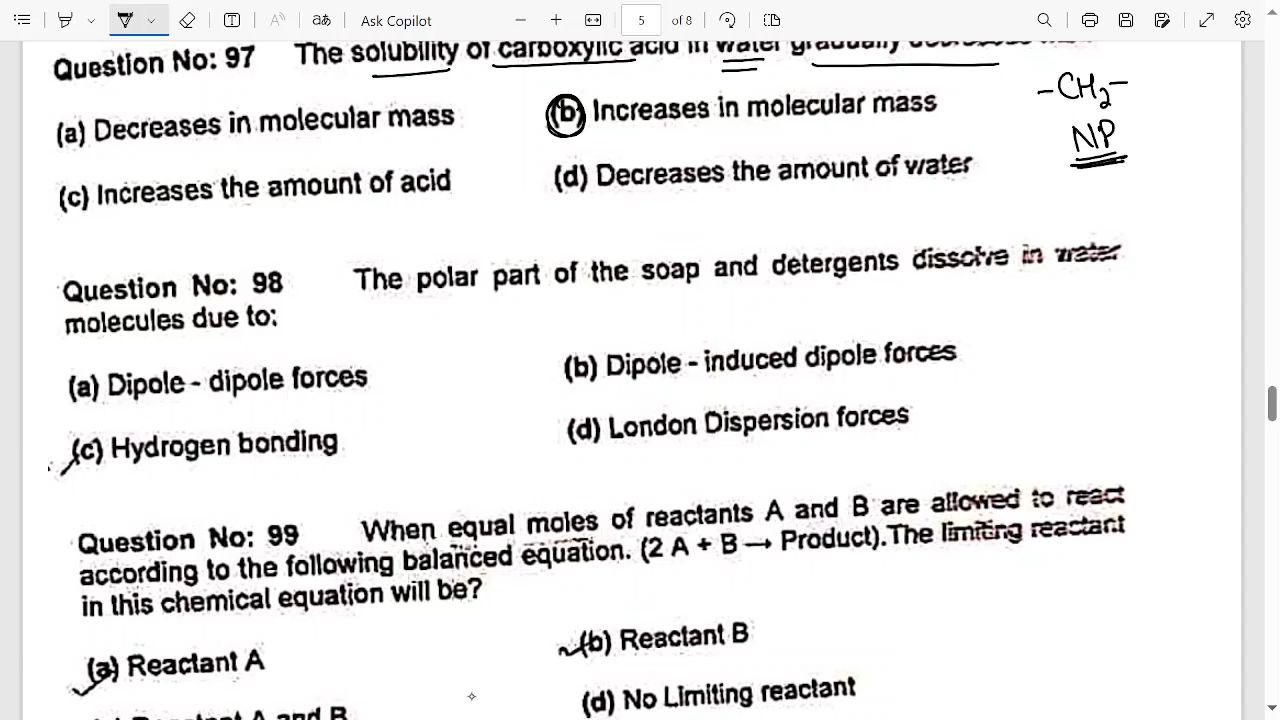 Ask Copilot
5 of 8
Question No: 97 The solubility of carboxylic acid in water gradually
-CH2-
NP
(a) Decreases in molecular mass (b) Increases in molecular mass
(c) Increases the amount of acid (d) Decreases the amount of water
Question No: 98 The polar part of the soap and detergents dissolve in water
molecules due to:
(a) Dipole - dipole forces (b) Dipole - induced dipole forces
(c) Hydrogen bonding (d) London Dispersion forces
Question No: 99 When equal moles of reactants A and B are allowed to react
according to the following balanced equation. (2 A + B → Product). The limiting reactant
in this chemical equation will be?
(a) Reactant A (b) Reactant B
Reactant A and B (d) No Limiting reactant